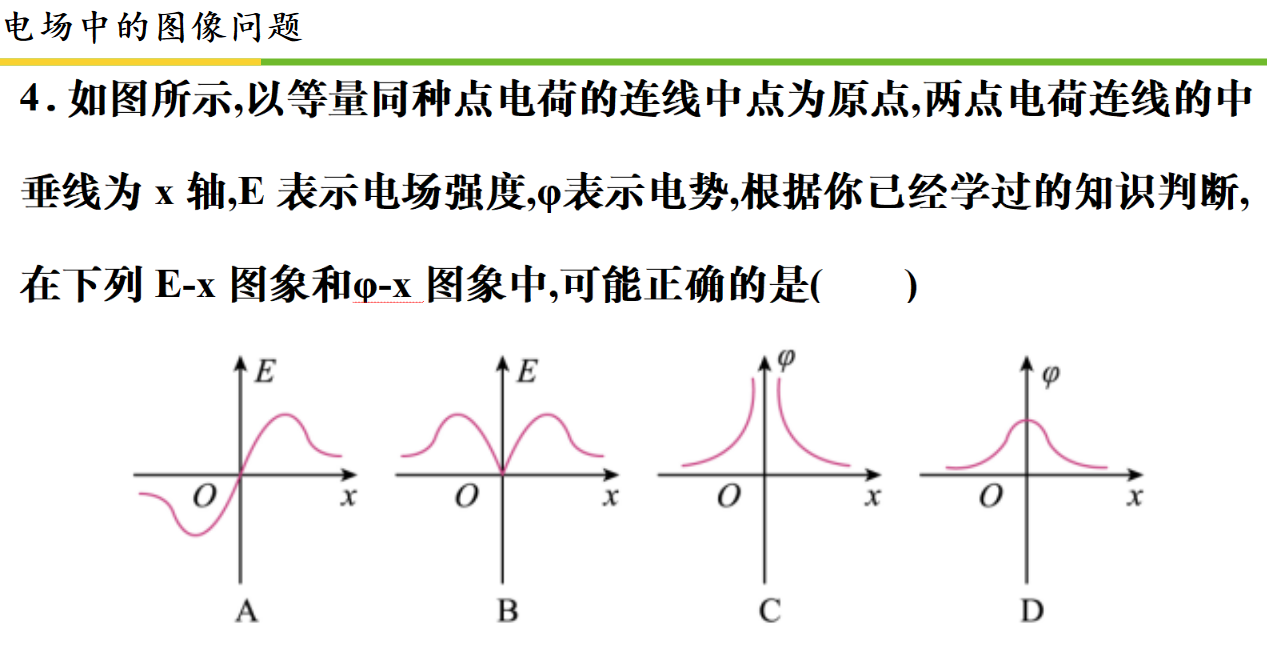 电场中的图像问题
4.如图所示,以等量同种点电荷的连线中点为原点,两点电荷连线的中
垂线为 x 轴,E 表示电场强度,φ表示电势,根据你已经学过的知识判断,
在下列 E-x 图象和φ-x 图象中,可能正确的是(  )
E E φ φ
O x O x O x O x
A B C D